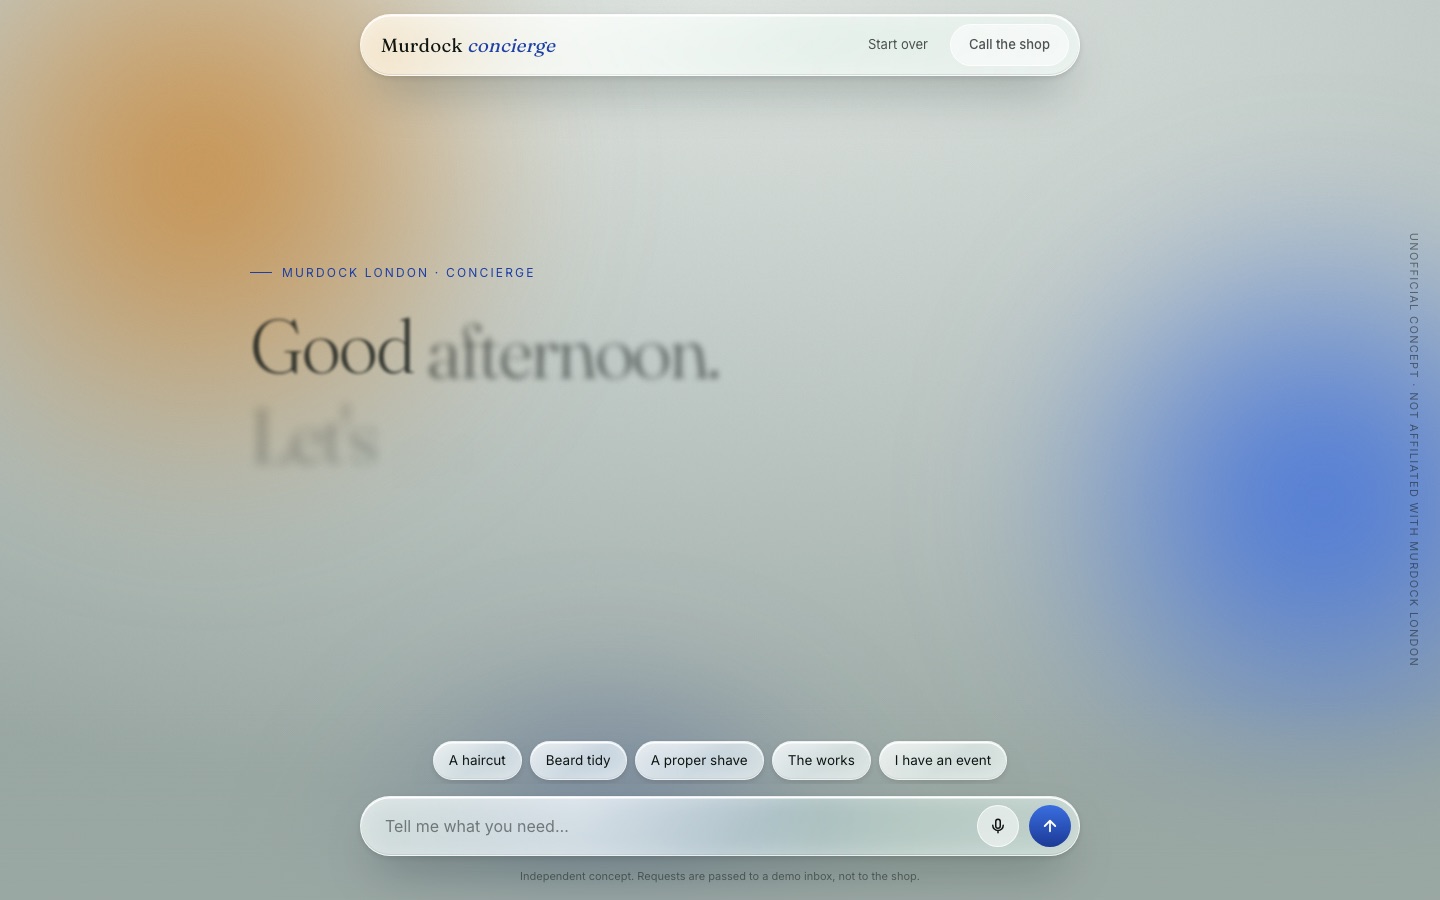 Murdock concierge
Start over
Call the shop
MURDOCK LONDON · CONCIERGE
Good afternoon.
Let's
A haircut
Beard tidy
A proper shave
The works
I have an event
Tell me what you need...
Independent concept. Requests are passed to a demo inbox, not to the shop.
UNOFFICIAL CONCEPT · NOT AFFILIATED WITH MURDOCK LONDON